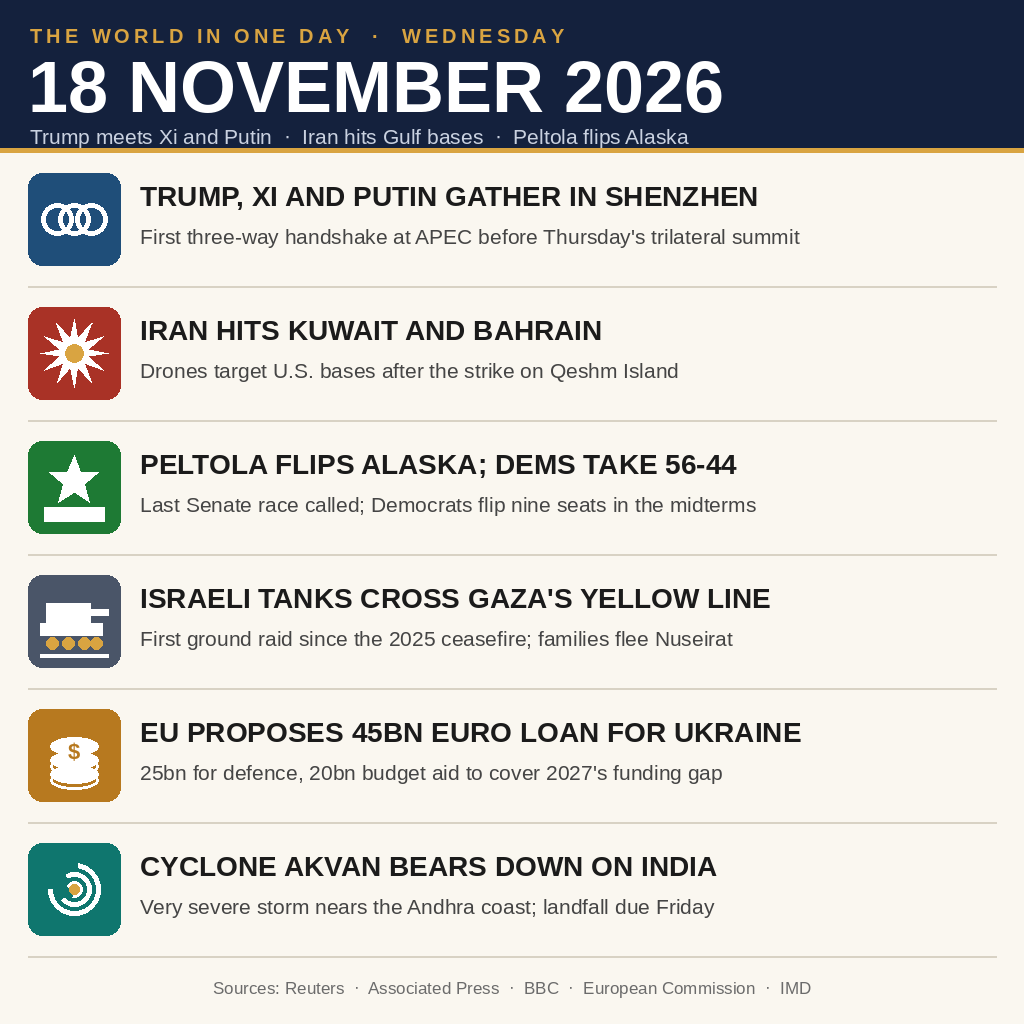 THE WORLD IN ONE DAY · WEDNESDAY
18 NOVEMBER 2026
Trump meets Xi and Putin · Iran hits Gulf bases · Peltola flips Alaska
TRUMP, XI AND PUTIN GATHER IN SHENZHEN
First three-way handshake at APEC before Thursday's trilateral summit
IRAN HITS KUWAIT AND BAHRAIN
Drones target U.S. bases after the strike on Qeshm Island
PELTOLA FLIPS ALASKA; DEMS TAKE 56-44
Last Senate race called; Democrats flip nine seats in the midterms
ISRAELI TANKS CROSS GAZA'S YELLOW LINE
First ground raid since the 2025 ceasefire; families flee Nuseirat
$
EU PROPOSES 45BN EURO LOAN FOR UKRAINE
25bn for defence, 20bn budget aid to cover 2027's funding gap
CYCLONE AKVAN BEARS DOWN ON INDIA
Very severe storm nears the Andhra coast; landfall due Friday
Sources: Reuters · Associated Press · BBC · European Commission · IMD